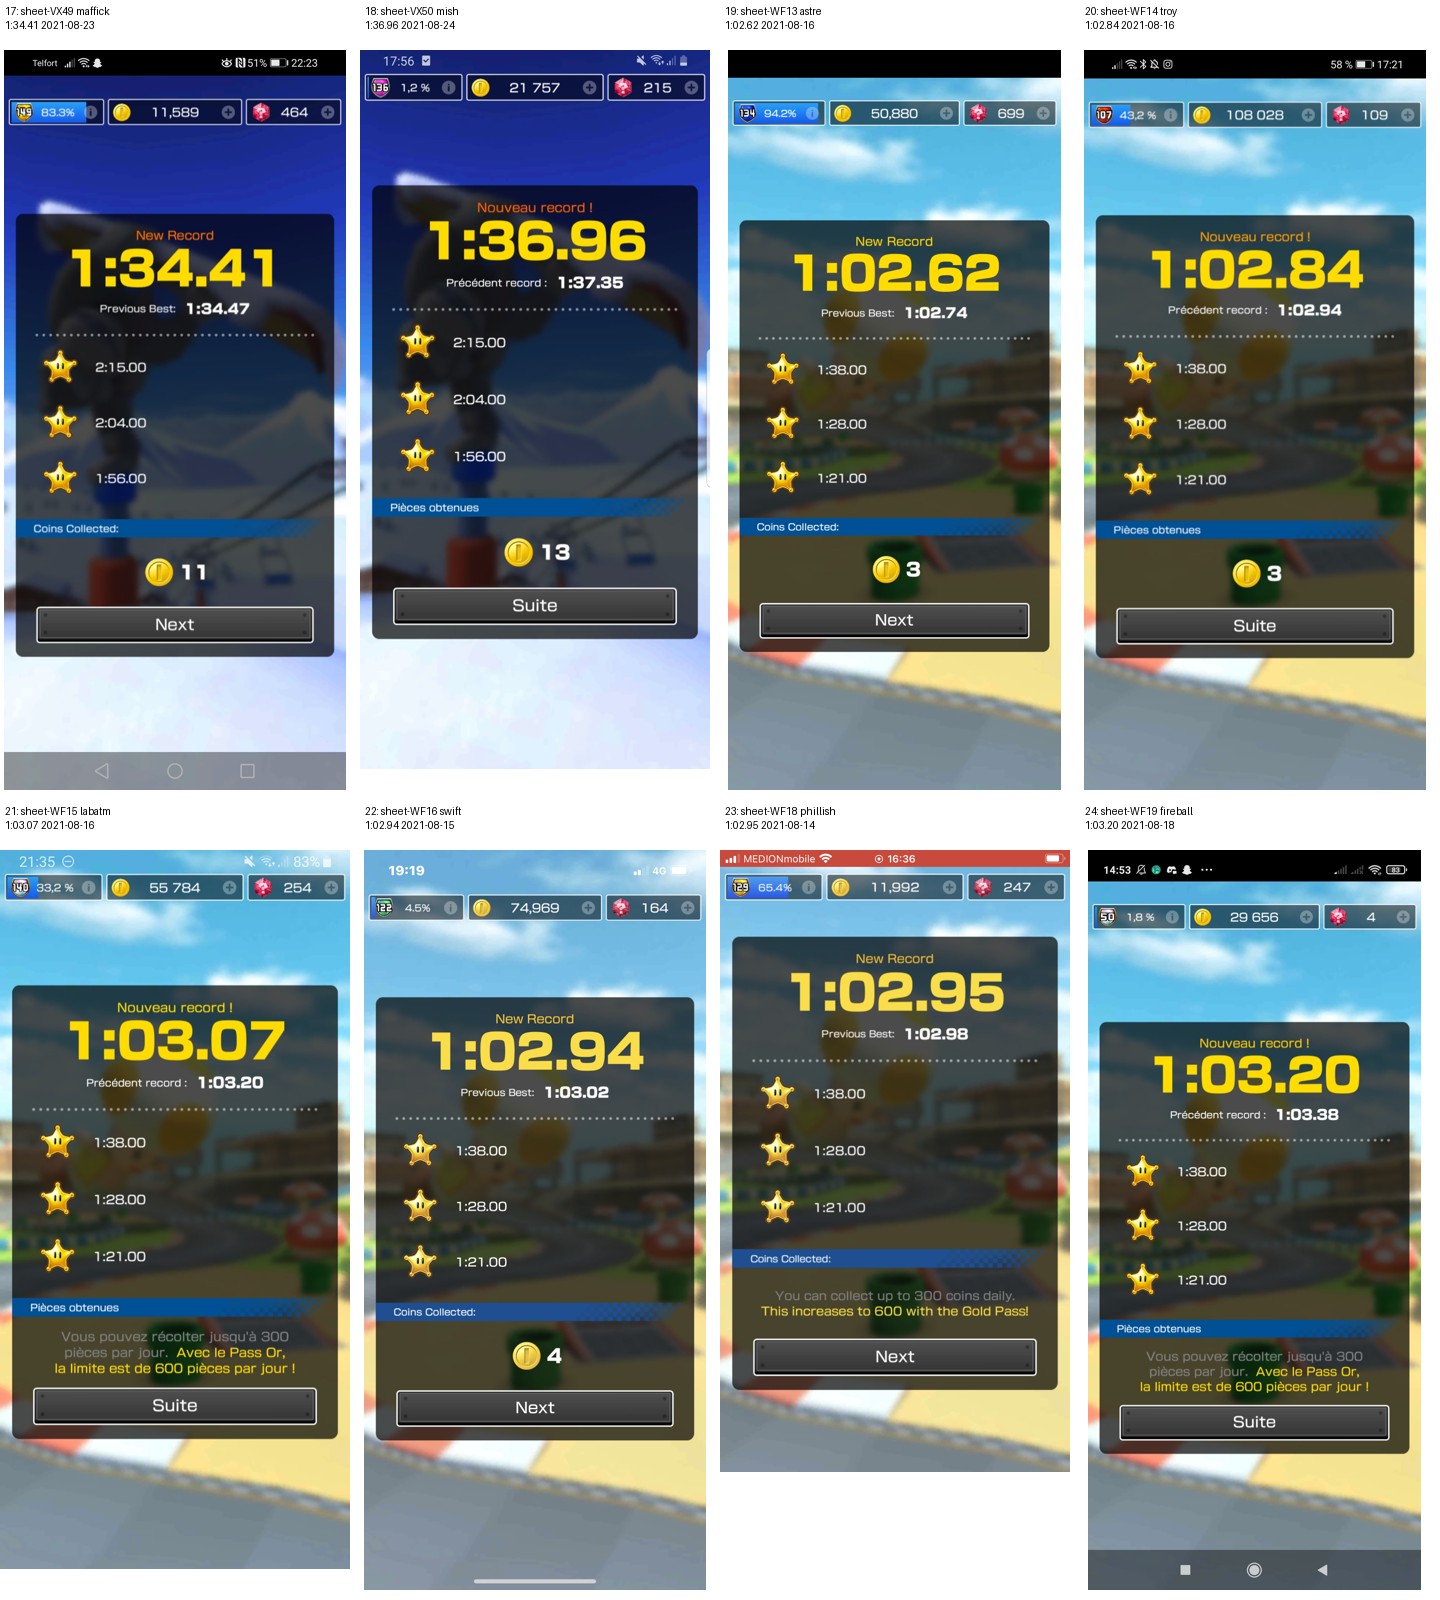 17: sheet-VX49 maffick
1:34.41 2021-08-23
Telfort 51% 22:23
149 83.3% 11,589 464
New Record
1:34.41
Previous Best: 1:34.47
2:15.00
2:04.00
1:56.00
Coins Collected:
11
Next
18: sheet-VX50 mish
1:36.96 2021-08-24
17:56
136 1,2 % 21 757 215
Nouveau record !
1:36.96
Précédent record : 1:37.35
2:15.00
2:04.00
1:56.00
Pièces obtenues
13
Suite
19: sheet-WF13 astre
1:02.62 2021-08-16
134 94.2% 50,880 699
New Record
1:02.62
Previous Best: 1:02.74
1:38.00
1:28.00
1:21.00
Coins Collected:
3
Next
20: sheet-WF14 troy
1:02.84 2021-08-16
58 % 17:21
107 43,2 % 108 028 109
Nouveau record !
1:02.84
Précédent record : 1:02.94
1:38.00
1:28.00
1:21.00
Pièces obtenues
3
Suite
21: sheet-WF15 labatm
1:03.07 2021-08-16
21:35 83%
140 33,2 % 55 784 254
Nouveau record !
1:03.07
Précédent record : 1:03.20
1:38.00
1:28.00
1:21.00
Pièces obtenues
Vous pouvez récolter jusqu'à 300
pièces par jour. Avec le Pass Or,
la limite est de 600 pièces par jour !
Suite
22: sheet-WF16 swift
1:02.94 2021-08-15
19:19 4G
122 4.5% 74,969 164
New Record
1:02.94
Previous Best: 1:03.02
1:38.00
1:28.00
1:21.00
Coins Collected:
4
Next
23: sheet-WF18 phillish
1:02.95 2021-08-14
MEDIONmobile 16:36
129 65.4% 11,992 247
New Record
1:02.95
Previous Best: 1:02.98
1:38.00
1:28.00
1:21.00
Coins Collected:
You can collect up to 300 coins daily.
This increases to 600 with the Gold Pass!
Next
24: sheet-WF19 fireball
1:03.20 2021-08-18
14:53 83
50 1,8 % 29 656 4
Nouveau record !
1:03.20
Précédent record : 1:03.38
1:38.00
1:28.00
1:21.00
Pièces obtenues
Vous pouvez récolter jusqu'à 300
pièces par jour. Avec le Pass Or,
la limite est de 600 pièces par jour !
Suite